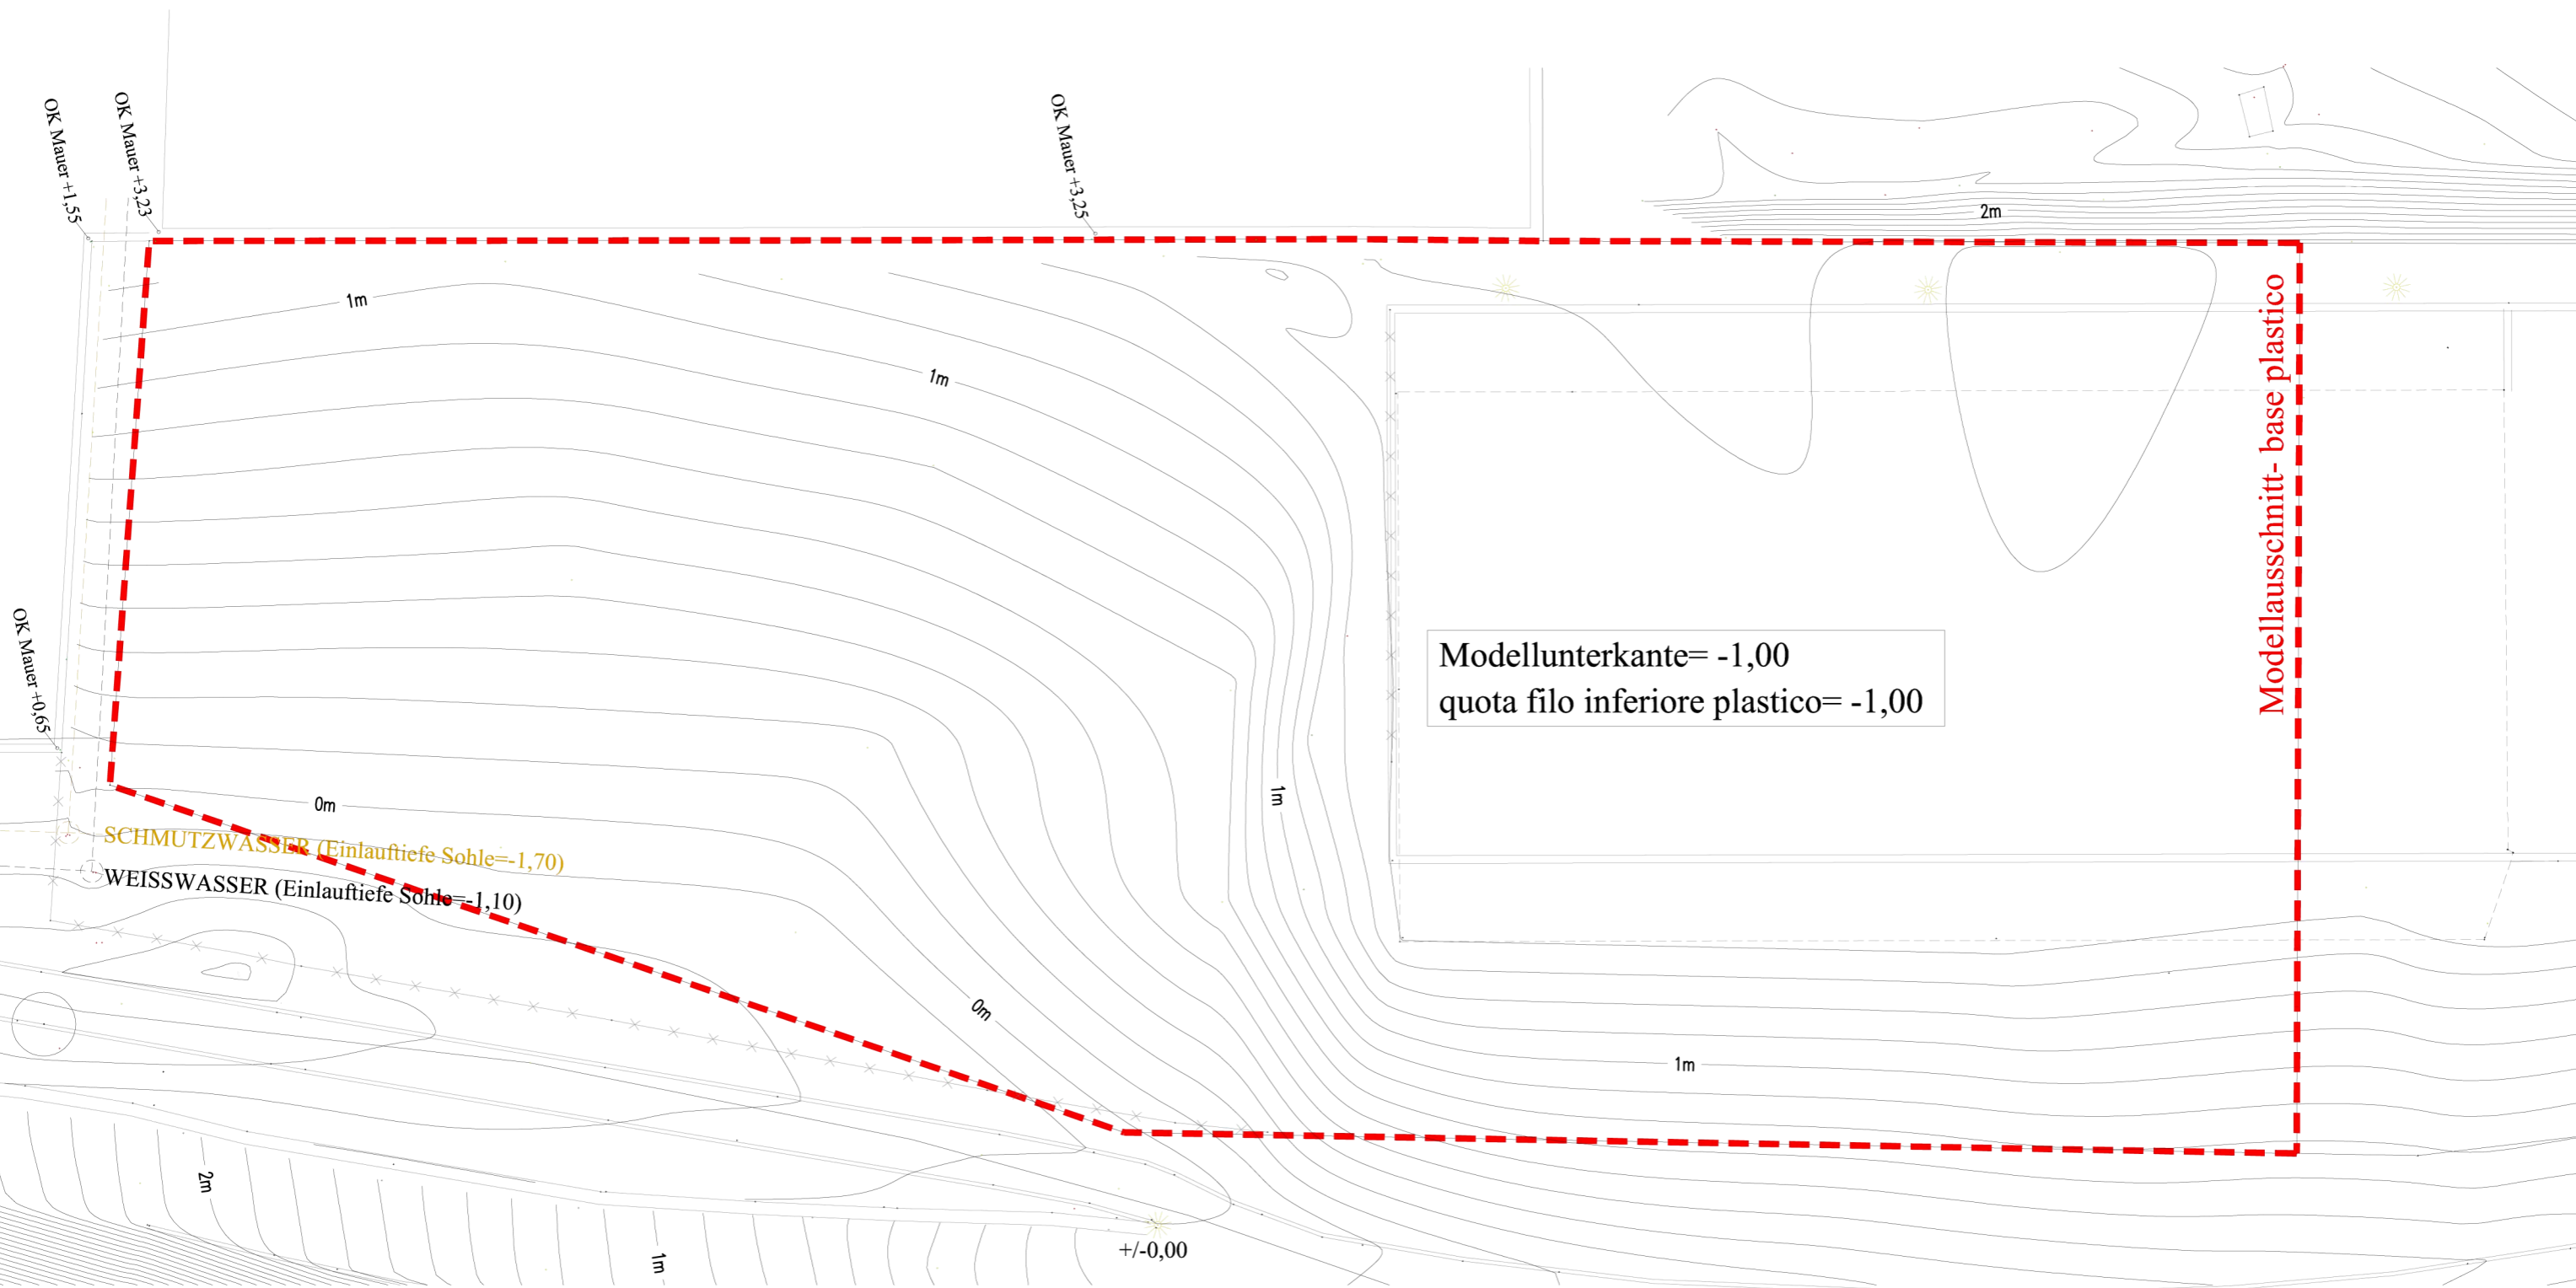 OK Mauer +1,55
OK Mauer +3,23
OK Mauer +3,25
2m
1m
1m
Modellausschnitt- base plastico
OK Mauer +0,65
Modellunterkante= -1,00
quota filo inferiore plastico= -1,00
1m
0m
SCHMUTZWASSER (Einlauftiefe Sohle=-1,70)
WEISSWASSER (Einlauftiefe Sohle=-1,10)
0m
1m
2m
1m
+/-0,00